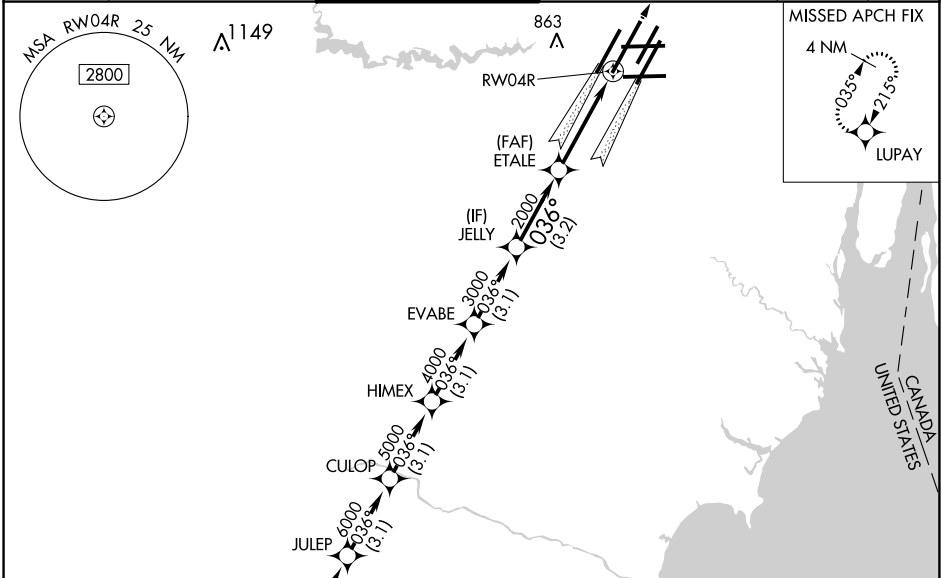 MSA RW04R 25 NM
2800
1149
863
RW04R
MISSED APCH FIX
4 NM
035°
215°
LUPAY
(FAF)
ETALE
2000
036°
(3.2)
(IF)
JELLY
3000
036°
(3.1)
EVABE
4000
036°
(3.1)
HIMEX
5000
036°
(3.1)
CULOP
6000
036°
(3.1)
JULEP
CANADA
UNITED STATES